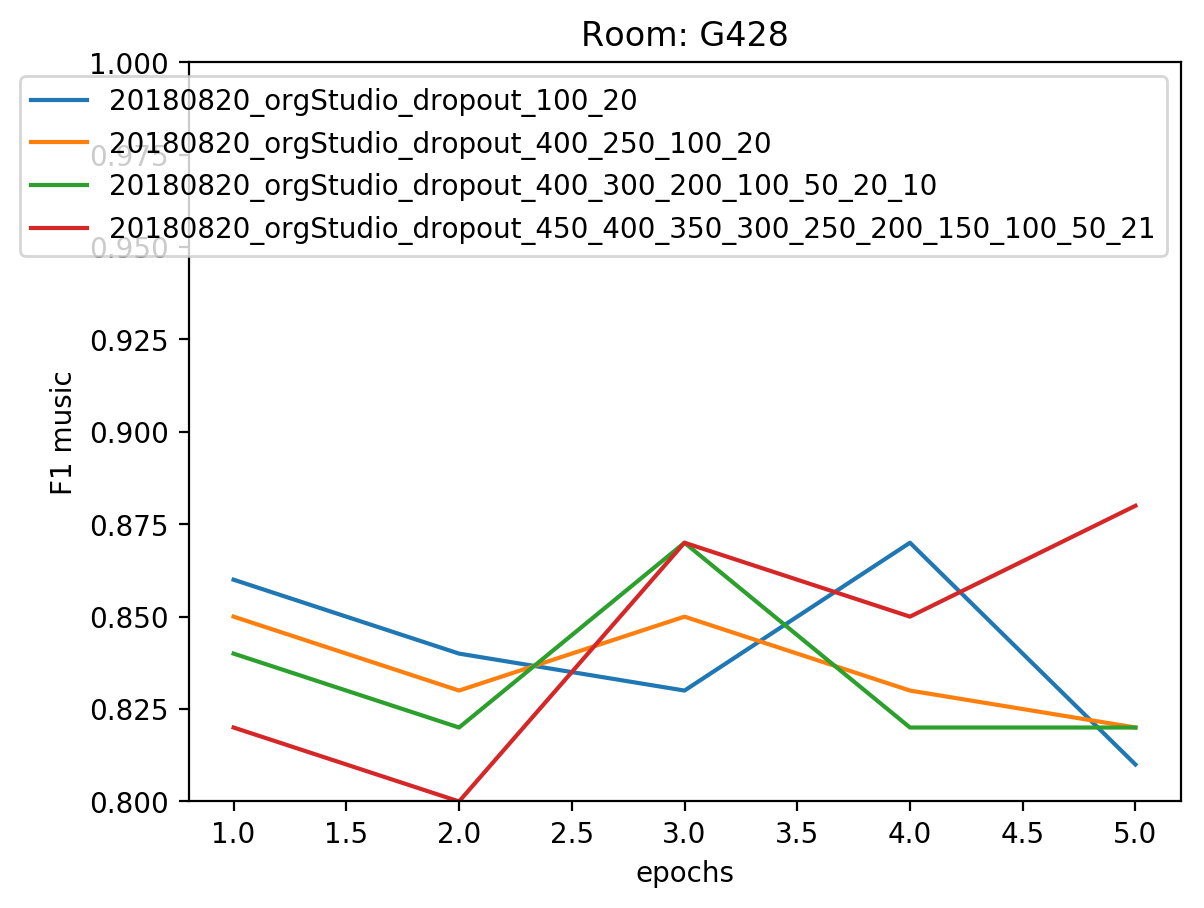 Room: G428
1.000
0.975
0.950
0.925
0.900
0.875
0.850
0.825
0.800
F1 music
20180820_orgStudio_dropout_100_20
20180820_orgStudio_dropout_400_250_100_20
20180820_orgStudio_dropout_400_300_200_100_50_20_10
20180820_orgStudio_dropout_450_400_350_300_250_200_150_100_50_21
1.0 1.5 2.0 2.5 3.0 3.5 4.0 4.5 5.0
epochs